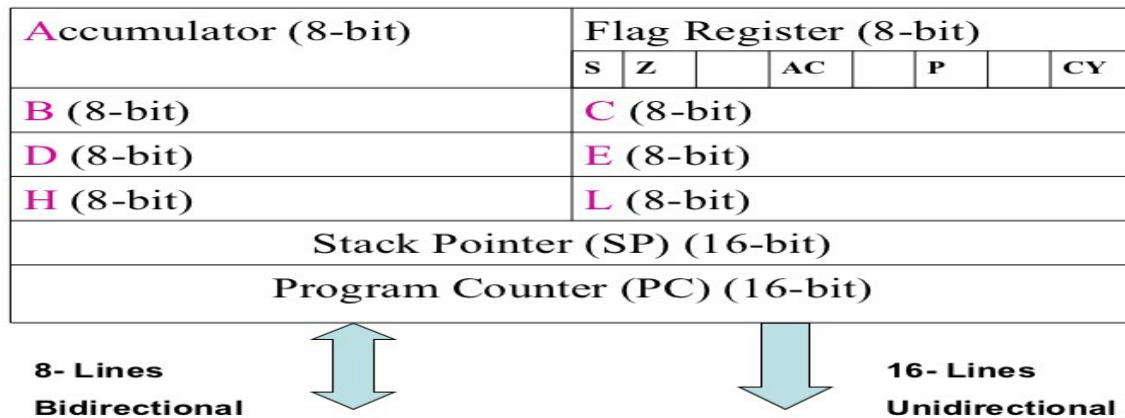 Accumulator (8-bit)
Flag Register (8-bit)
S Z AC P CY
B (8-bit)
C (8-bit)
D (8-bit)
E (8-bit)
H (8-bit)
L (8-bit)
Stack Pointer (SP) (16-bit)
Program Counter (PC) (16-bit)
8- Lines
Bidirectional
16- Lines
Unidirectional